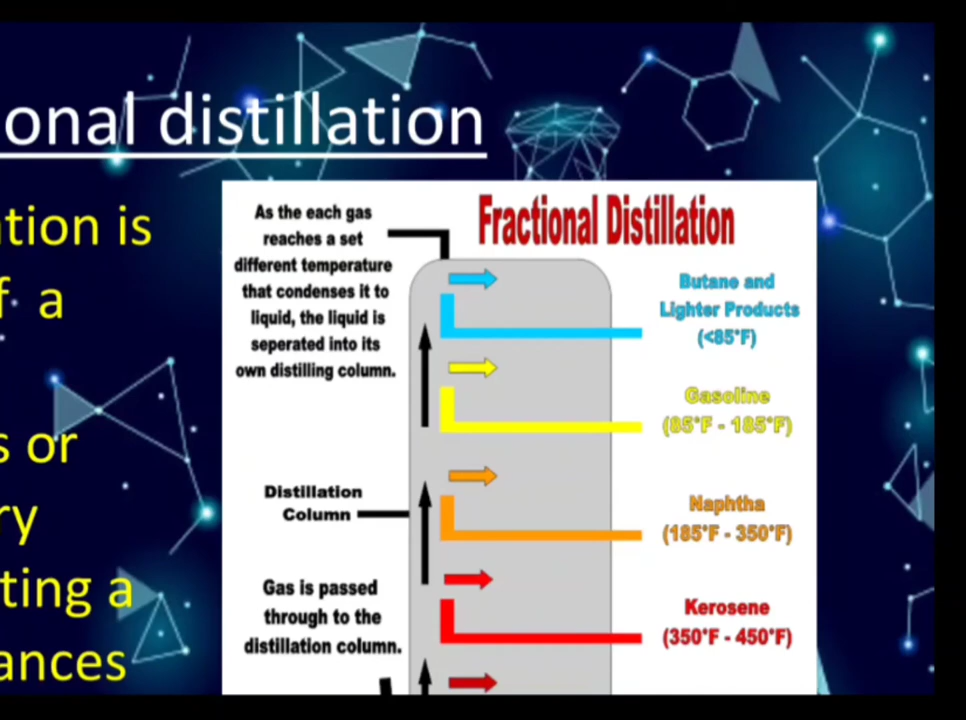 onal distillation
ation is
f a
s or
ry
ting a
ances
Fractional Distillation
As the each gas
reaches a set
different temperature
that condenses it to
liquid, the liquid is
seperated into its
own distilling column.
Distillation
Column
Gas is passed
through to the
distillation column.
Butane and
Lighter Products
(<85°F)
Gasoline
(85°F - 185°F)
Naphtha
(185°F - 350°F)
Kerosene
(350°F - 450°F)